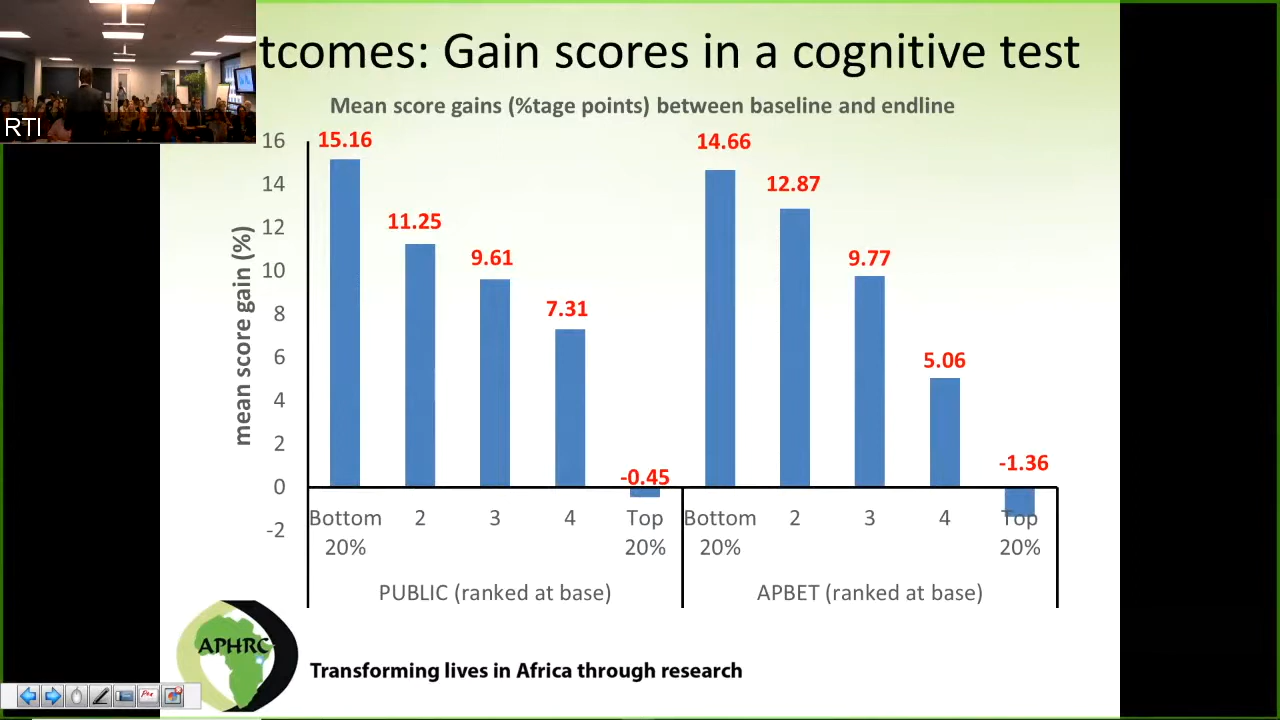 tcomes: Gain scores in a cognitive test
RTI
Mean score gains (%tage points) between baseline and endline
mean score gain (%)
16
14
12
10
8
6
4
2
0
-2
15.16
11.25
9.61
7.31
-0.45
14.66
12.87
9.77
5.06
-1.36
Bottom 20%
2
3
4
Top 20%
Bottom 20%
2
3
4
Top 20%
PUBLIC (ranked at base)
APBET (ranked at base)
APHRC
Transforming lives in Africa through research